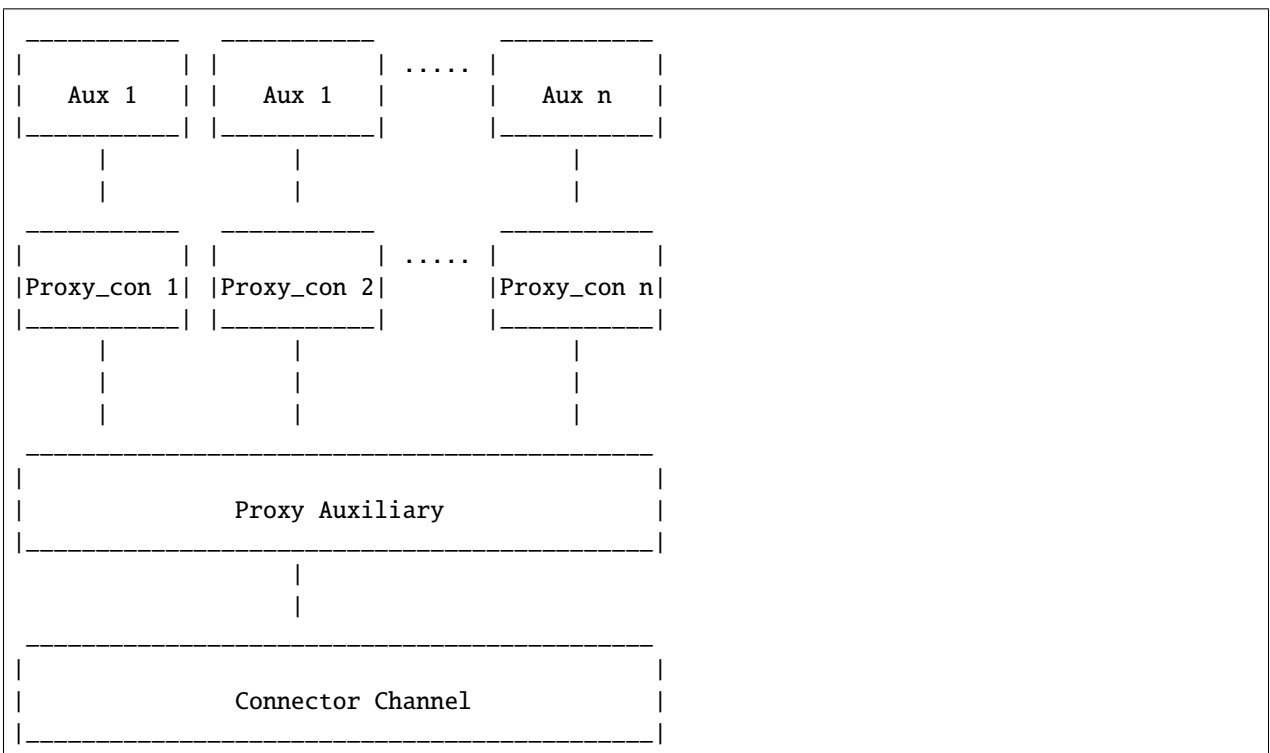 .....
Aux 1 Aux 1 Aux n
.....
Proxy_con 1 Proxy_con 2 Proxy_con n
Proxy Auxiliary
Connector Channel